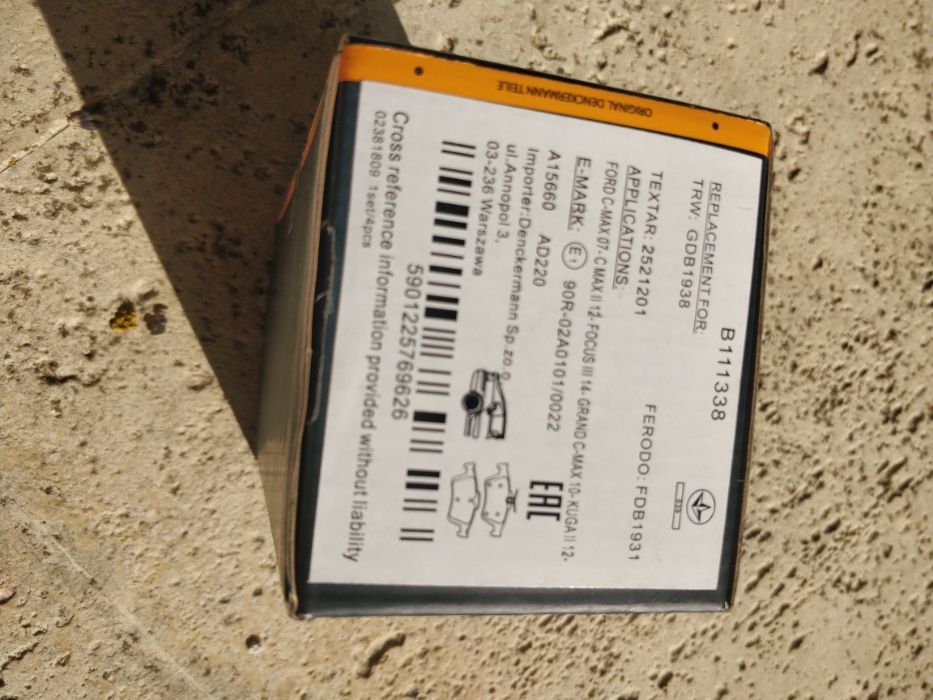 ORIGINAL DENCKERMANN TEILE
B111338
REPLACEMENT FOR:
TRW: GDB1938
FERODO: FDB1931
TEXTAR: 2521201
APPLICATIONS:
FORD C-MAX 07- C MAX II 12- FOCUS III 14- GRAND C-MAX 10- KUGA II 12-
E-MARK: E1 90R-02A0101/0022
A15660 AD220
EAC
Importer:Denckermann Sp.zo.o
ul.Annopol 3,
03-236 Warszawa
5901225769626
Cross reference information provided without liability
02381809 1set/4pcs